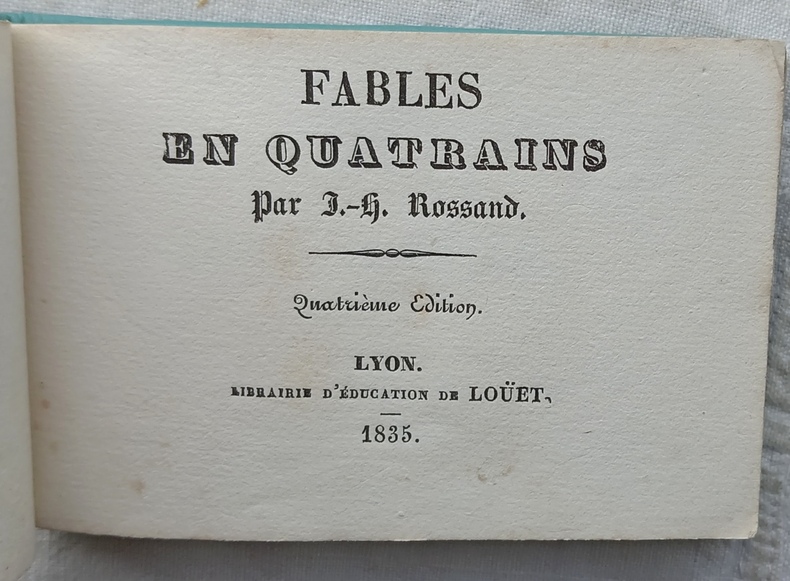 FABLES
EN QUATRAINS
Par J.-H. Rossand.
Quatrième Edition.
LYON.
LIBRAIRIE D'ÉDUCATION DE LOÜET,
1835.